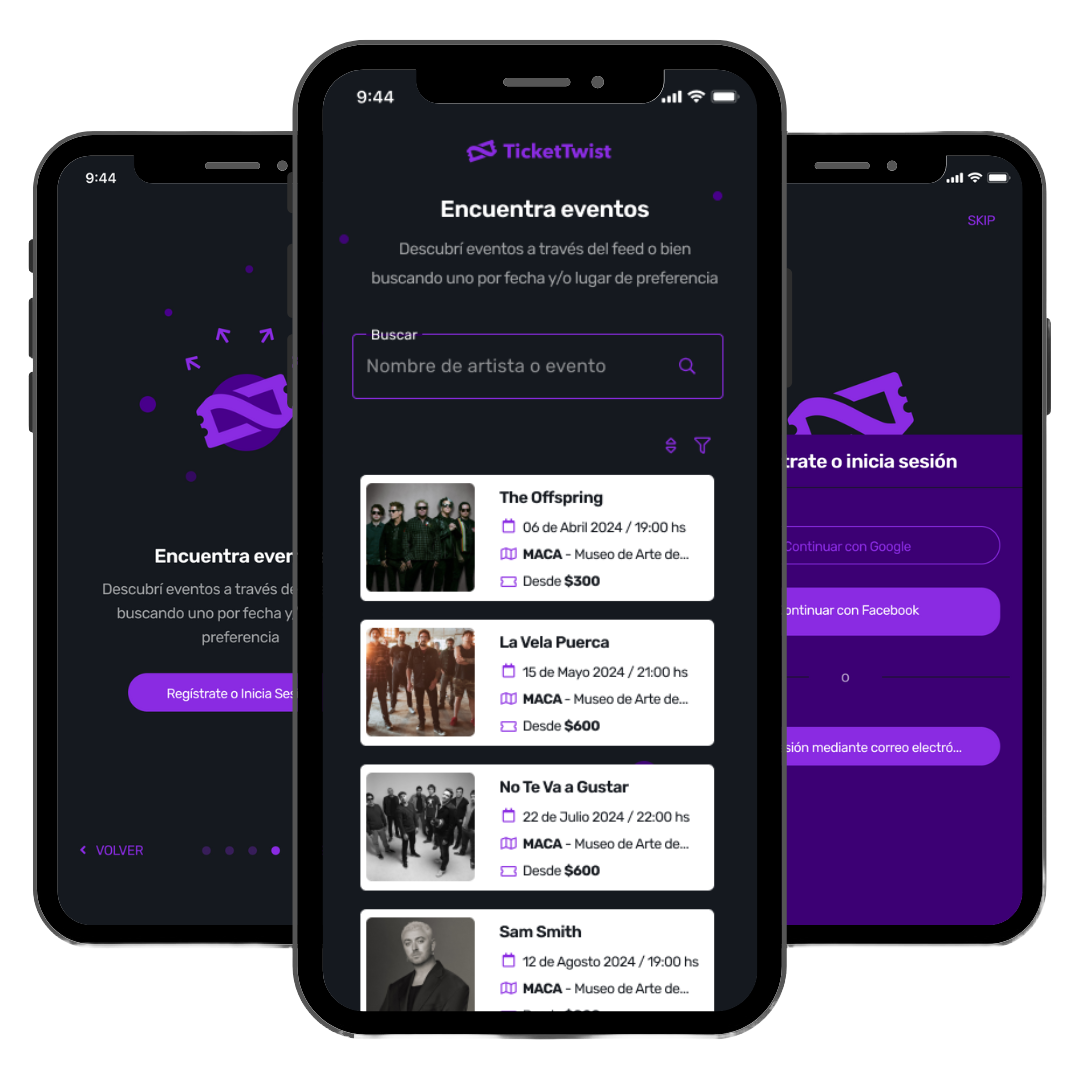 9:44
Encuentra even
Descubrí eventos a través de
buscando uno por fecha y/
preferencia
Regístrate o Inicia Ses
VOLVER
9:44
TicketTwist
Encuentra eventos
Descubrí eventos a través del feed o bien
buscando uno por fecha y/o lugar de preferencia
Buscar
Nombre de artista o evento
The Offspring
06 de Abril 2024 / 19:00 hs
MACA - Museo de Arte de...
Desde $300
La Vela Puerca
15 de Mayo 2024 / 21:00 hs
MACA - Museo de Arte de...
Desde $600
No Te Va a Gustar
22 de Julio 2024 / 22:00 hs
MACA - Museo de Arte de...
Desde $600
Sam Smith
12 de Agosto 2024 / 19:00 hs
MACA - Museo de Arte de...
SKIP
trate o inicia sesión
Continuar con Google
ontinuar con Facebook
O
sión mediante correo electró...